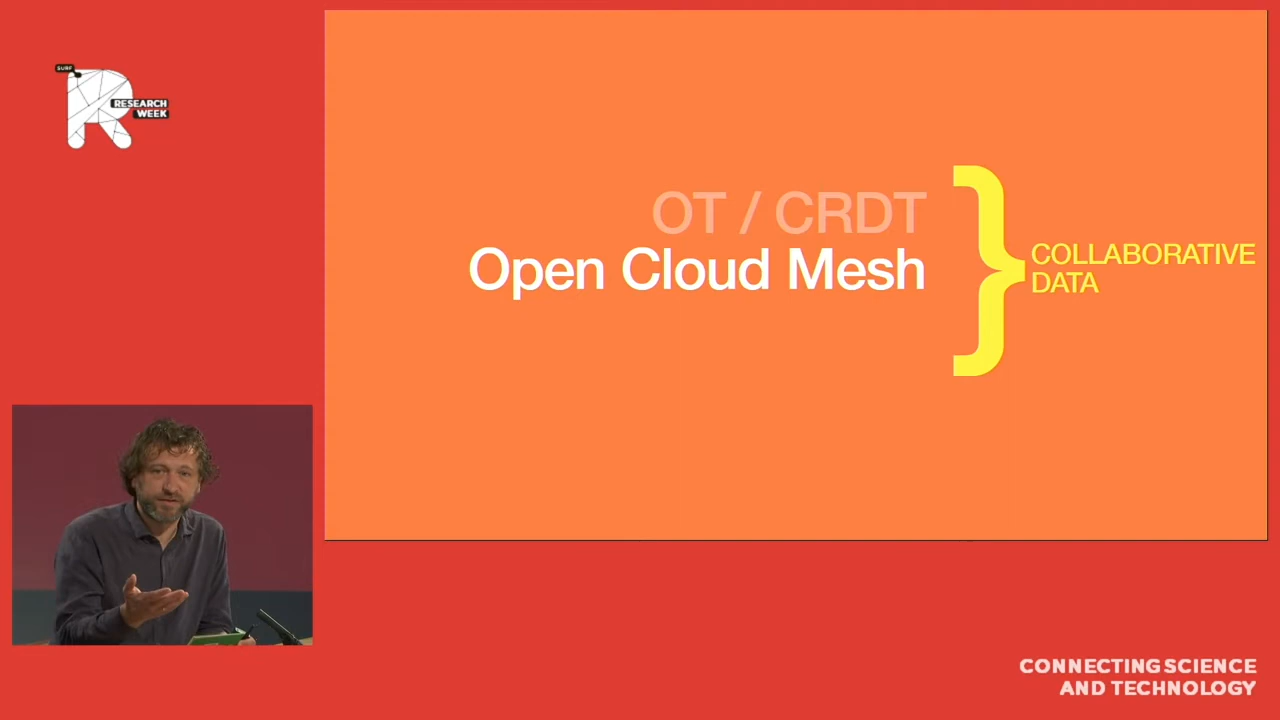 SURF
RESEARCH
WEEK
OT / CRDT
Open Cloud Mesh
}
COLLABORATIVE
DATA
CONNECTING SCIENCE
AND TECHNOLOGY